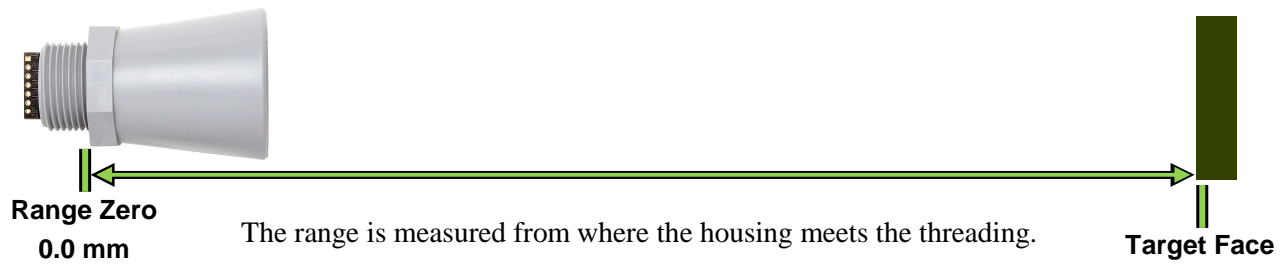 Range Zero
0.0 mm
The range is measured from where the housing meets the threading.
Target Face